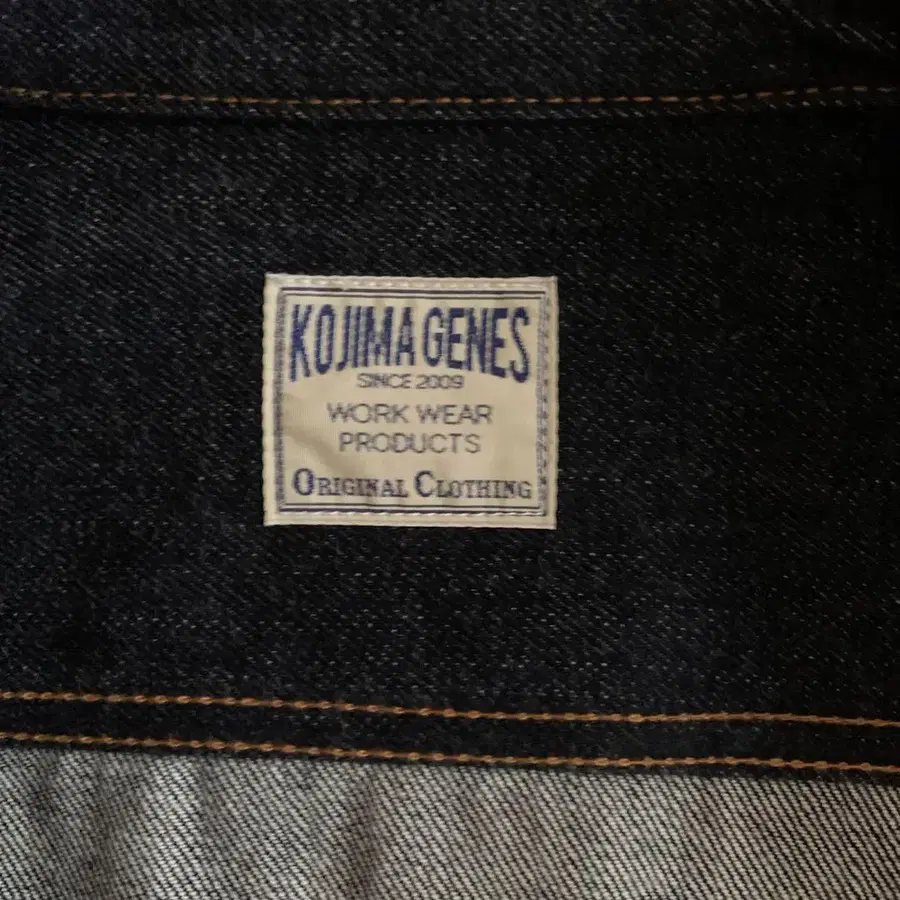 KOJIMA GENES
SINCE 2009
WORK WEAR
PRODUCTS
ORIGINAL CLOTHING